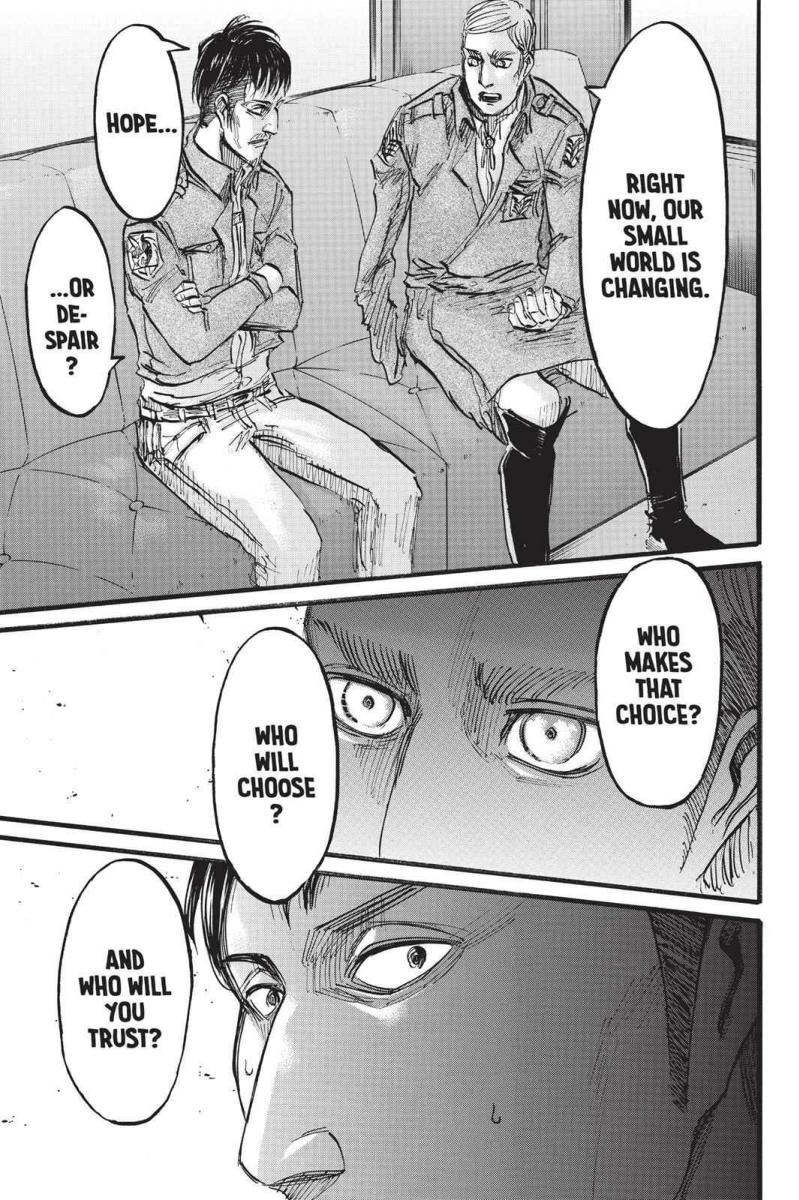 RIGHT
NOW, OUR
SMALL
WORLD IS
CHANGING.
HOPE...
...OR
DE-
SPAIR
?
WHO
MAKES
THAT
CHOICE?
WHO
WILL
CHOOSE
?
AND
WHO WILL
YOU
TRUST?